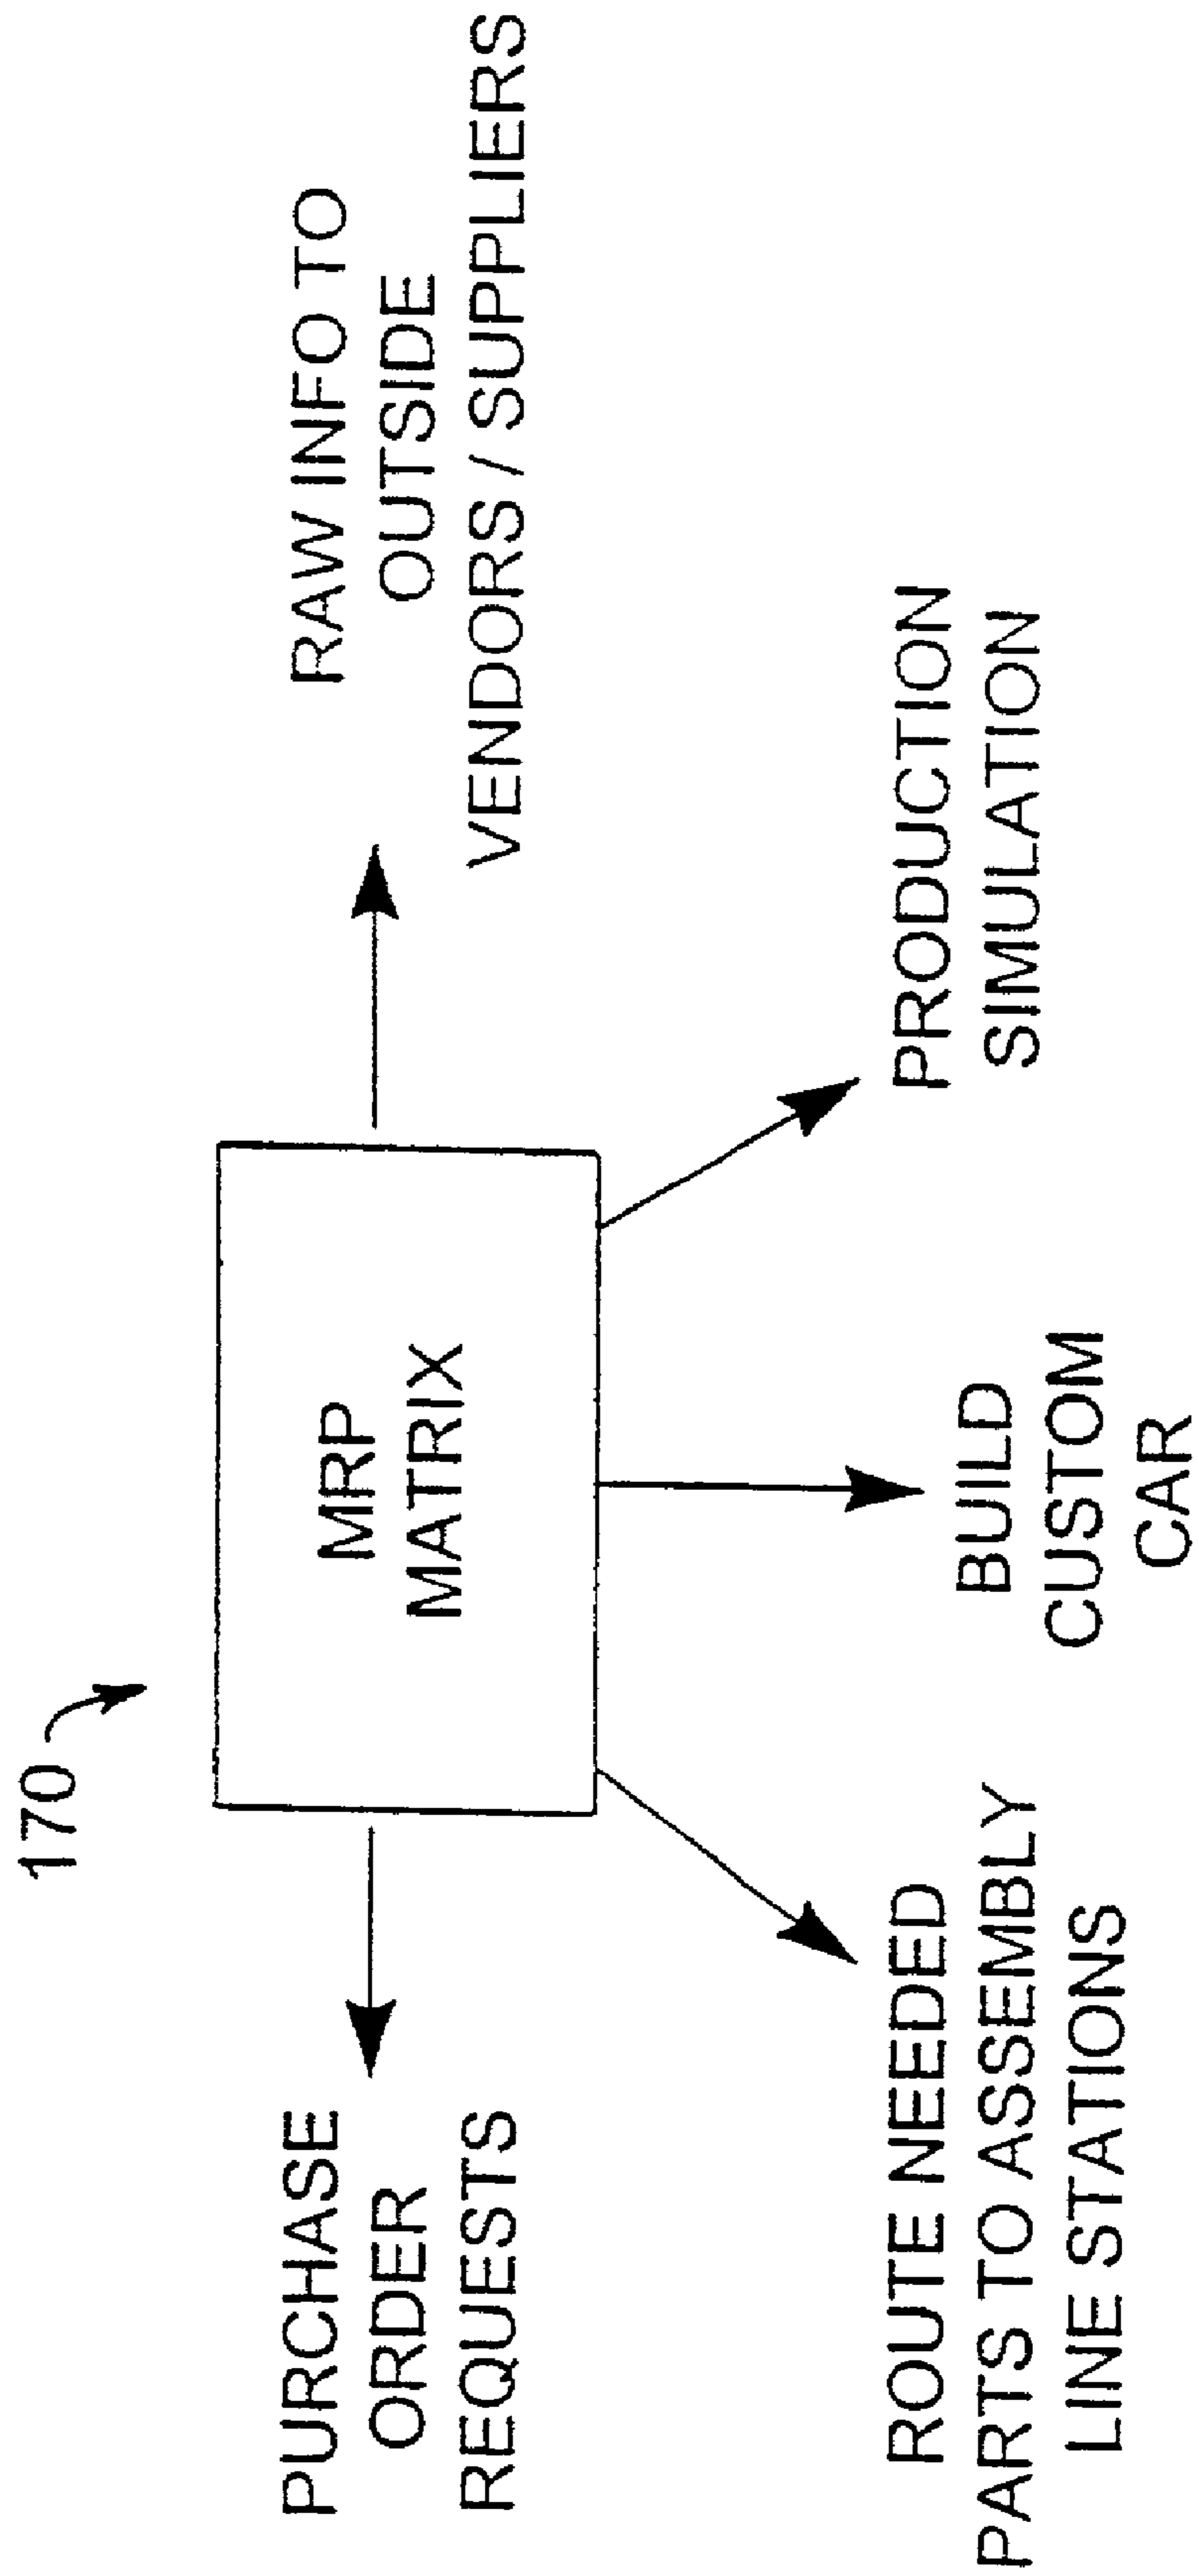 170
MRP
MATRIX
PURCHASE
ORDER
REQUESTS
RAW INFO TO
OUTSIDE
VENDORS / SUPPLIERS
ROUTE NEEDED
PARTS TO ASSEMBLY
LINE STATIONS
BUILD
CUSTOM
CAR
PRODUCTION
SIMULATION